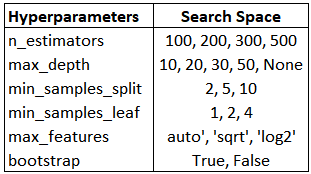 Hyperparameters Search Space
n_estimators 100, 200, 300, 500
max_depth 10, 20, 30, 50, None
min_samples_split 2, 5, 10
min_samples_leaf 1, 2, 4
max_features auto', 'sqrt', 'log2'
bootstrap True, False